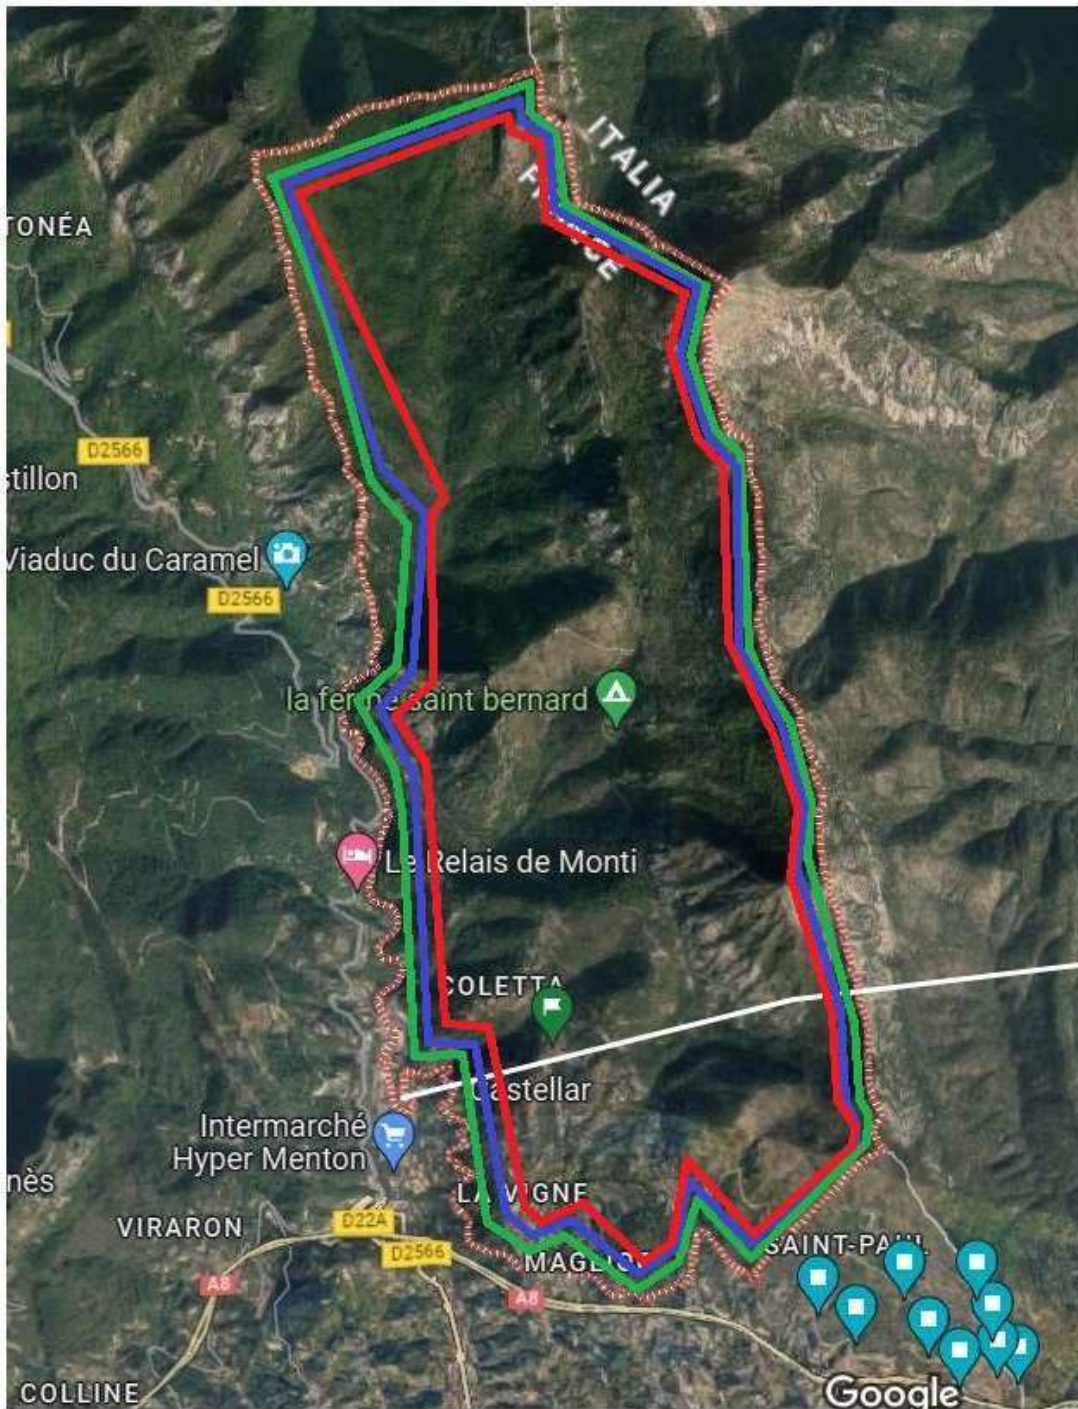 ITALIA
FRANCE
TONÉA
D2566
stillon
Viaduc du Caramel
D2566
la ferme saint bernard
Le Relais de Monti
COLETTA
Castellar
Intermarché
Hyper Menton
nès
LA VIGNE
VIRARON
D22A
SAINT-PAUL
D2566
A8
A8
COLLINE
Google